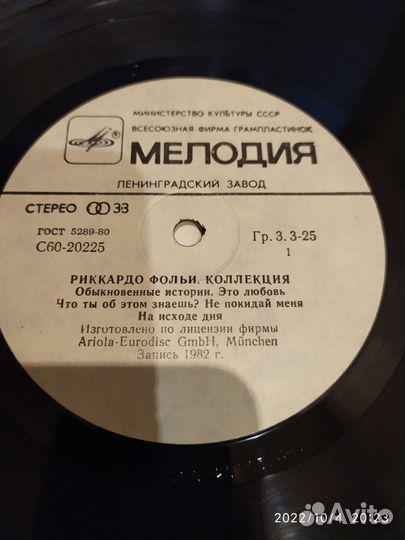 МИНИСТЕРСТВО КУЛЬТУРЫ СССР
ВСЕСОЮЗНАЯ ФИРМА ГРАМПЛАСТИНОК
МЕЛОДИЯ
ЛЕНИНГРАДСКИЙ ЗАВОД
СТЕРЕО 33
ГОСТ 5289-80
С60-20225
Гр. 3. 3-25
1
РИККАРДО ФОЛЬИ. КОЛЛЕКЦИЯ
Обыкновенные истории. Это любовь
Что ты об этом знаешь? Не покидай меня
На исходе дня
Изготовлено по лицензии фирмы
Ariola-Eurodisc GmbH, München
Запись 1982 г.
2022/10/4 20:23
Avito